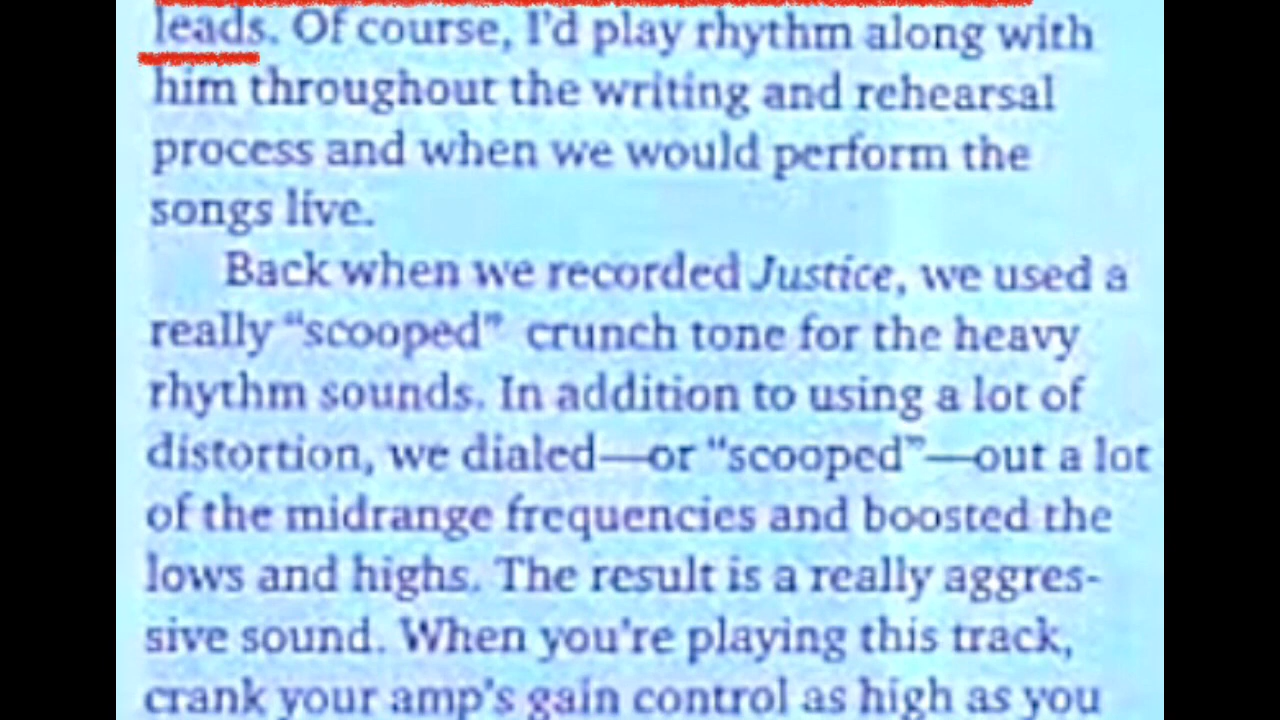 leads. Of course, I'd play rhythm along with
him throughout the writing and rehearsal
process and when we would perform the
songs live.
Back when we recorded Justice, we used a
really "scooped" crunch tone for the heavy
rhythm sounds. In addition to using a lot of
distortion, we dialed—or "scooped"—out a lot
of the midrange frequencies and boosted the
lows and highs. The result is a really aggres-
sive sound. When you're playing this track,
crank your amp's gain control as high as you